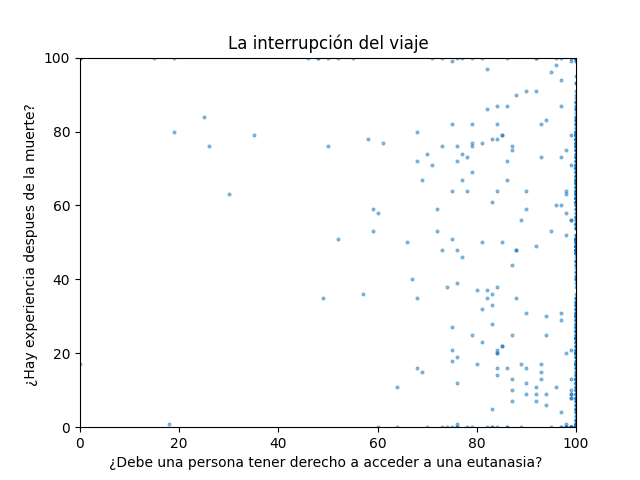 La interrupción del viaje
¿Hay experiencia despues de la muerte?
100
80
60
40
20
0
0 20 40 60 80 100
¿Debe una persona tener derecho a acceder a una eutanasia?